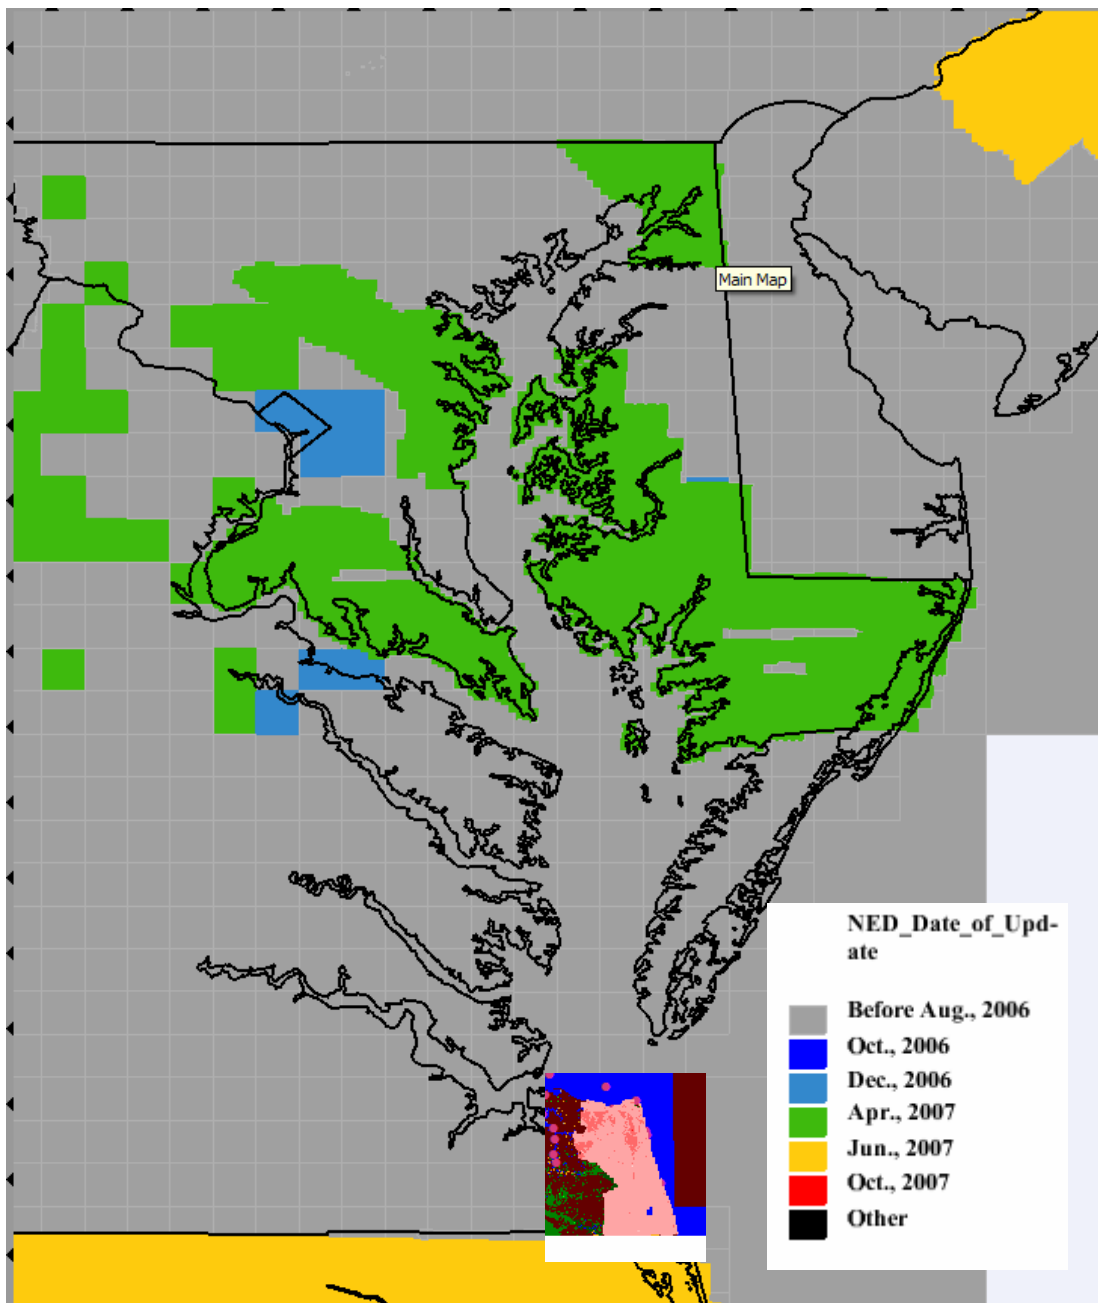 Main Map
NED_Date_of_Upd-
ate
Before Aug., 2006
Oct., 2006
Dec., 2006
Apr., 2007
Jun., 2007
Oct., 2007
Other